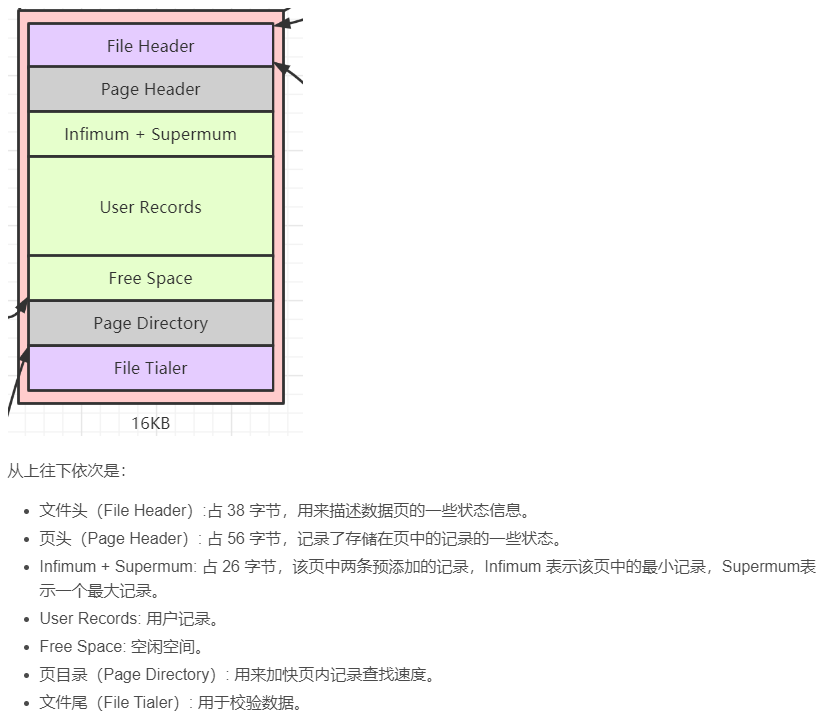 File Header
Page Header
Infimum + Supermum
User Records
Free Space
Page Directory
File Tialer
16KB
从上往下依次是：
文件头（File Header）:占 38 字节，用来描述数据页的一些状态信息。
页头（Page Header）: 占 56 字节，记录了存储在页中的记录的一些状态。
Infimum + Supermum: 占 26 字节，该页中两条预添加的记录，Infimum 表示该页中的最小记录，Supermum表
示一个最大记录。
User Records: 用户记录。
Free Space: 空闲空间。
页目录（Page Directory）: 用来加快页内记录查找速度。
文件尾（File Tialer）: 用于校验数据。